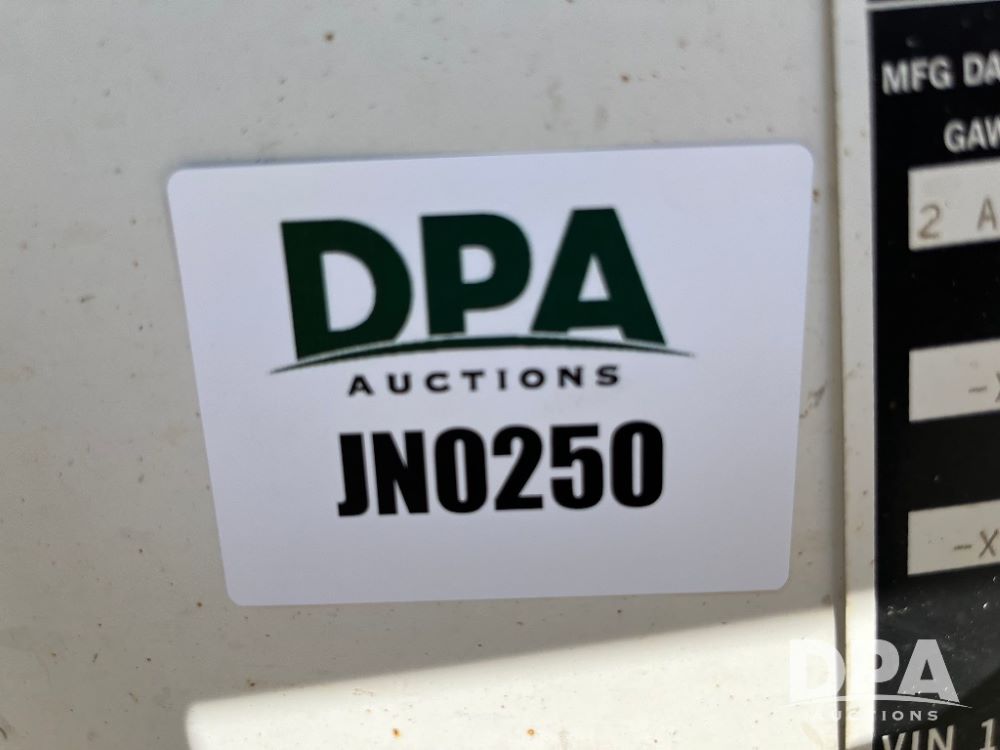 DPA
AUCTIONS
JN0250
MFG DA
GAW
2 A
-X
-X
DPA
AUCTIONS
VIN 1